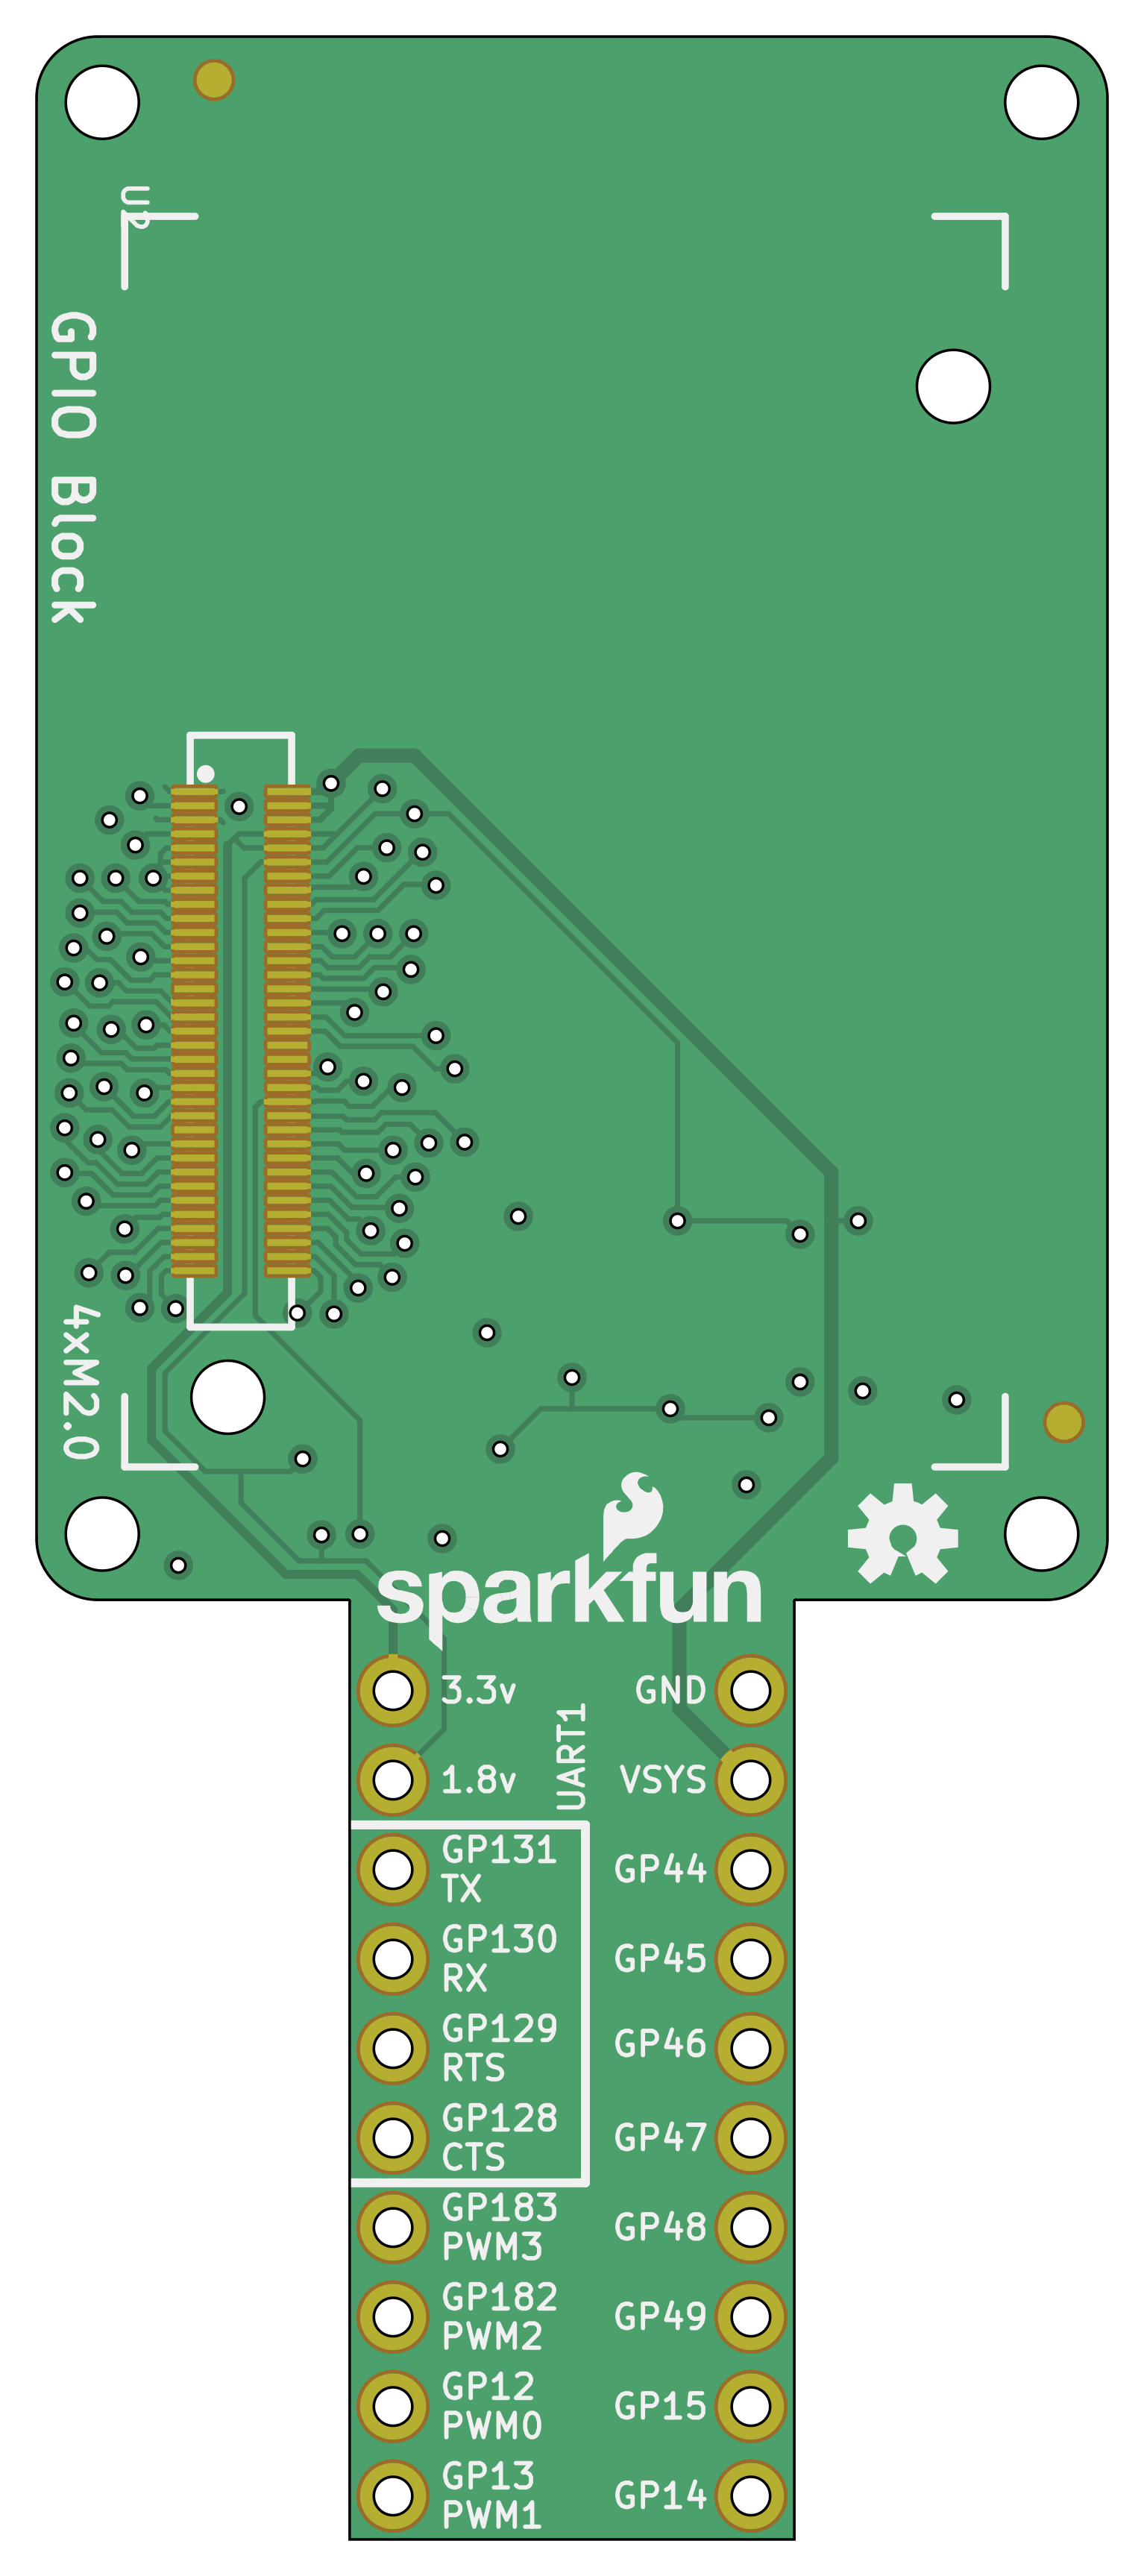 U2
GPIO Block
4xM2.0
sparkfun
3.3v
GND
1.8v
VSYS
UART1
GP131
TX
GP44
GP130
RX
GP45
GP129
RTS
GP46
GP128
CTS
GP47
GP183
PWM3
GP48
GP182
PWM2
GP49
GP12
PWM0
GP15
GP13
PWM1
GP14